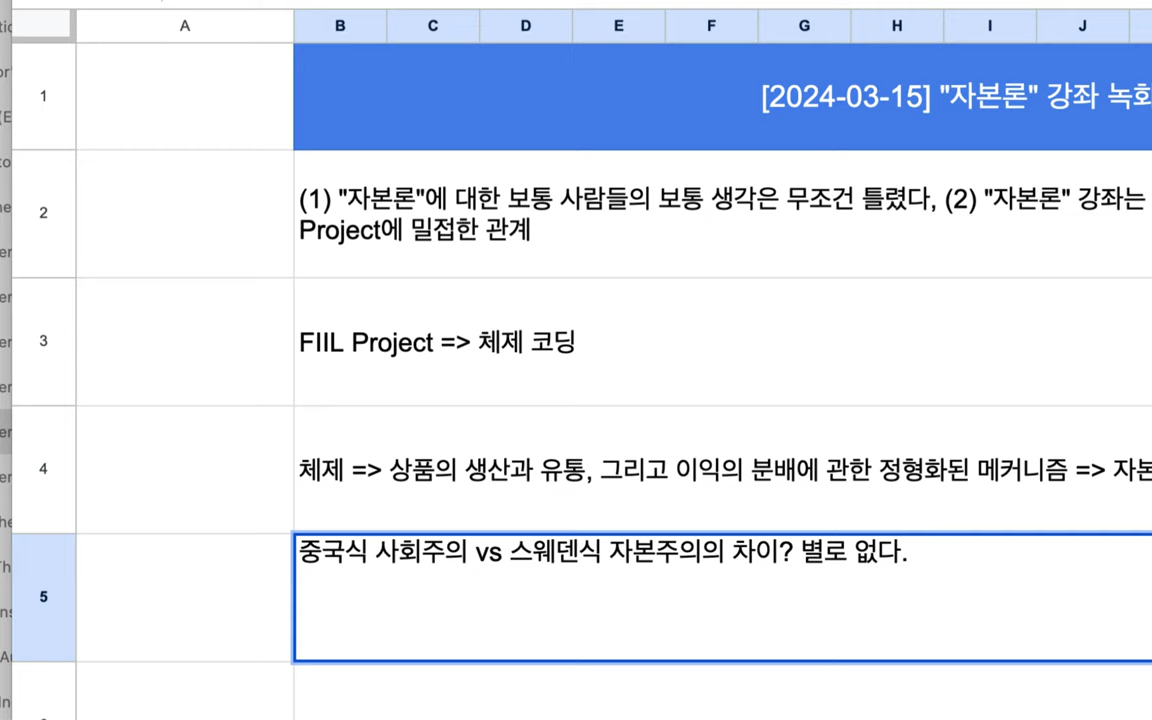 A B C D E F G H I J
1
[2024-03-15] "자본론" 강좌 녹화
2
(1) "자본론"에 대한 보통 사람들의 보통 생각은 무조건 틀렸다, (2) "자본론" 강좌는
Project에 밀접한 관계
3
FIIL Project => 체제 코딩
4
체제 => 상품의 생산과 유통, 그리고 이익의 분배에 관한 정형화된 메커니즘 => 자본
5
중국식 사회주의 vs 스웨덴식 자본주의의 차이? 별로 없다.